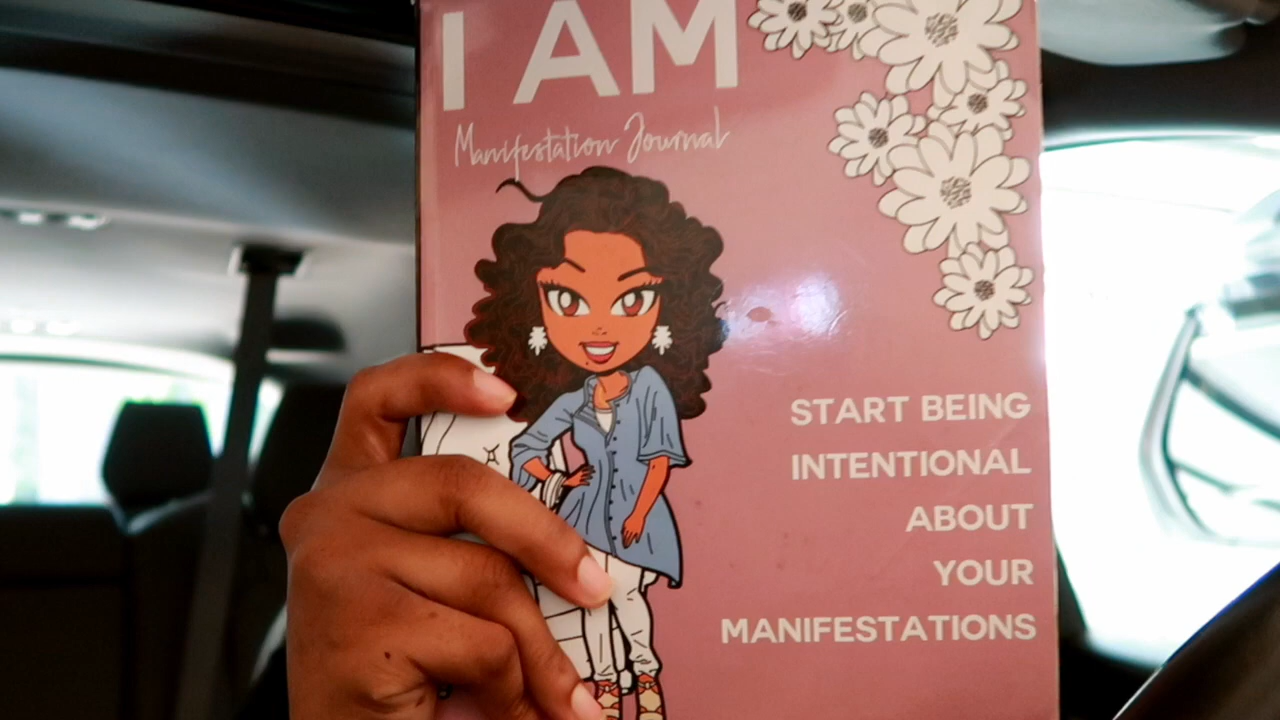 I AM
Manifestation Journal
START BEING
INTENTIONAL
ABOUT
YOUR
MANIFESTATIONS